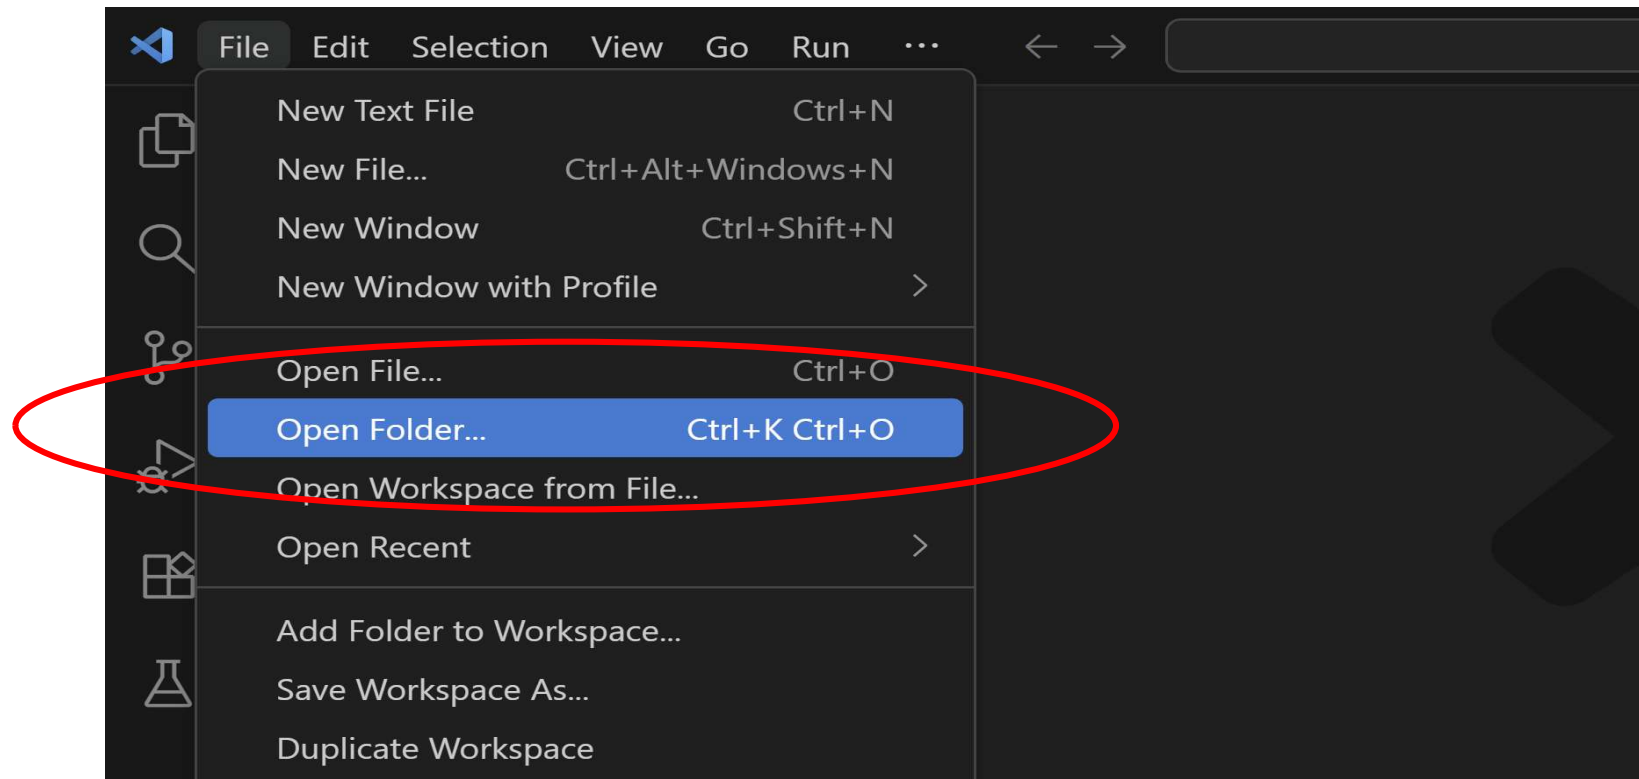 File Edit Selection View Go Run ...
New Text File Ctrl+N
New File... Ctrl+Alt+Windows+N
New Window Ctrl+Shift+N
New Window with Profile
Open File... Ctrl+O
Open Folder... Ctrl+K Ctrl+O
Open Workspace from File...
Open Recent
Add Folder to Workspace...
Save Workspace As...
Duplicate Workspace